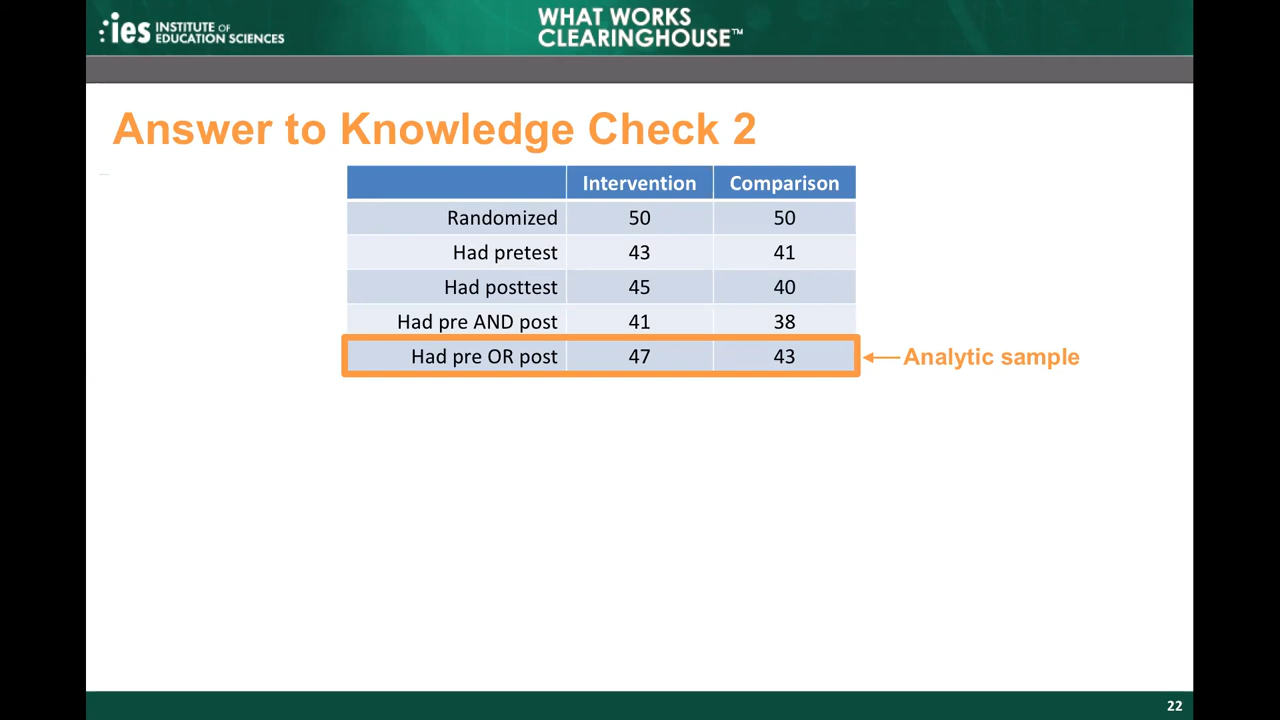 ies INSTITUTE OF
EDUCATION SCIENCES
WHAT WORKS
CLEARINGHOUSE™
Answer to Knowledge Check 2
Intervention Comparison
Randomized 50 50
Had pretest 43 41
Had posttest 45 40
Had pre AND post 41 38
Had pre OR post 47 43 Analytic sample
22